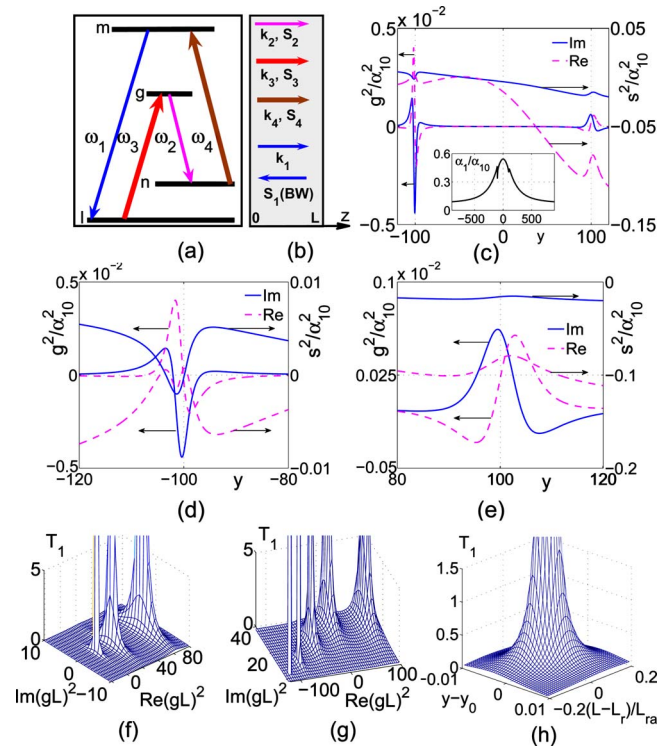 m
g
n
l
ω₁
ω₃
ω₂
ω₄
(a)
k₂, S₂
k₃, S₃
k₄, S₄
k₁
S₁(BW)
0 L z
(b)
x 10⁻²
0.5
0
-0.5
g²/α²₁₀
0.05
0
-0.05
-0.15
s²/α²₁₀
Im
Re
α₁/α₁₀
0.6
0.3
0
-500 0 500
-100 0 y 100
(c)
x 10⁻²
0.5
0
-0.5
g²/α²₁₀
0.01
0
-0.01
s²/α²₁₀
Im
Re
-120 -100 y -80
(d)
x 10⁻²
0.1
0.025
-0.05
g²/α²₁₀
0
-0.1
-0.2
s²/α²₁₀
Im
Re
80 100 y 120
(e)
T₁
5
0
10
0
-10
Im(gL)²
0
40
80
Re(gL)²
(f)
T₁
5
0
40
20
Im(gL)²
-100
0
100
Re(gL)²
(g)
T₁
1.5
1
0.5
0
-0.01
0
0.01
y-y₀
-0.2
0
0.2
(L-Lᵣ)/Lᵣₐ
(h)